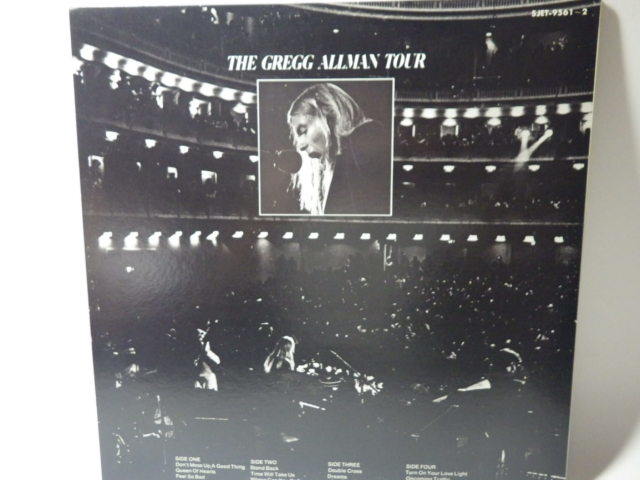 5JET-9561~2
THE GREGG ALLMAN TOUR
SIDE ONE
Don't Mess Up A Good Thing
Queen Of Hearts
Feel So Bad
SIDE TWO
Stand Back
Time Will Take Us
SIDE THREE
Double Cross
Dreams
SIDE FOUR
Turn On Your Love Light